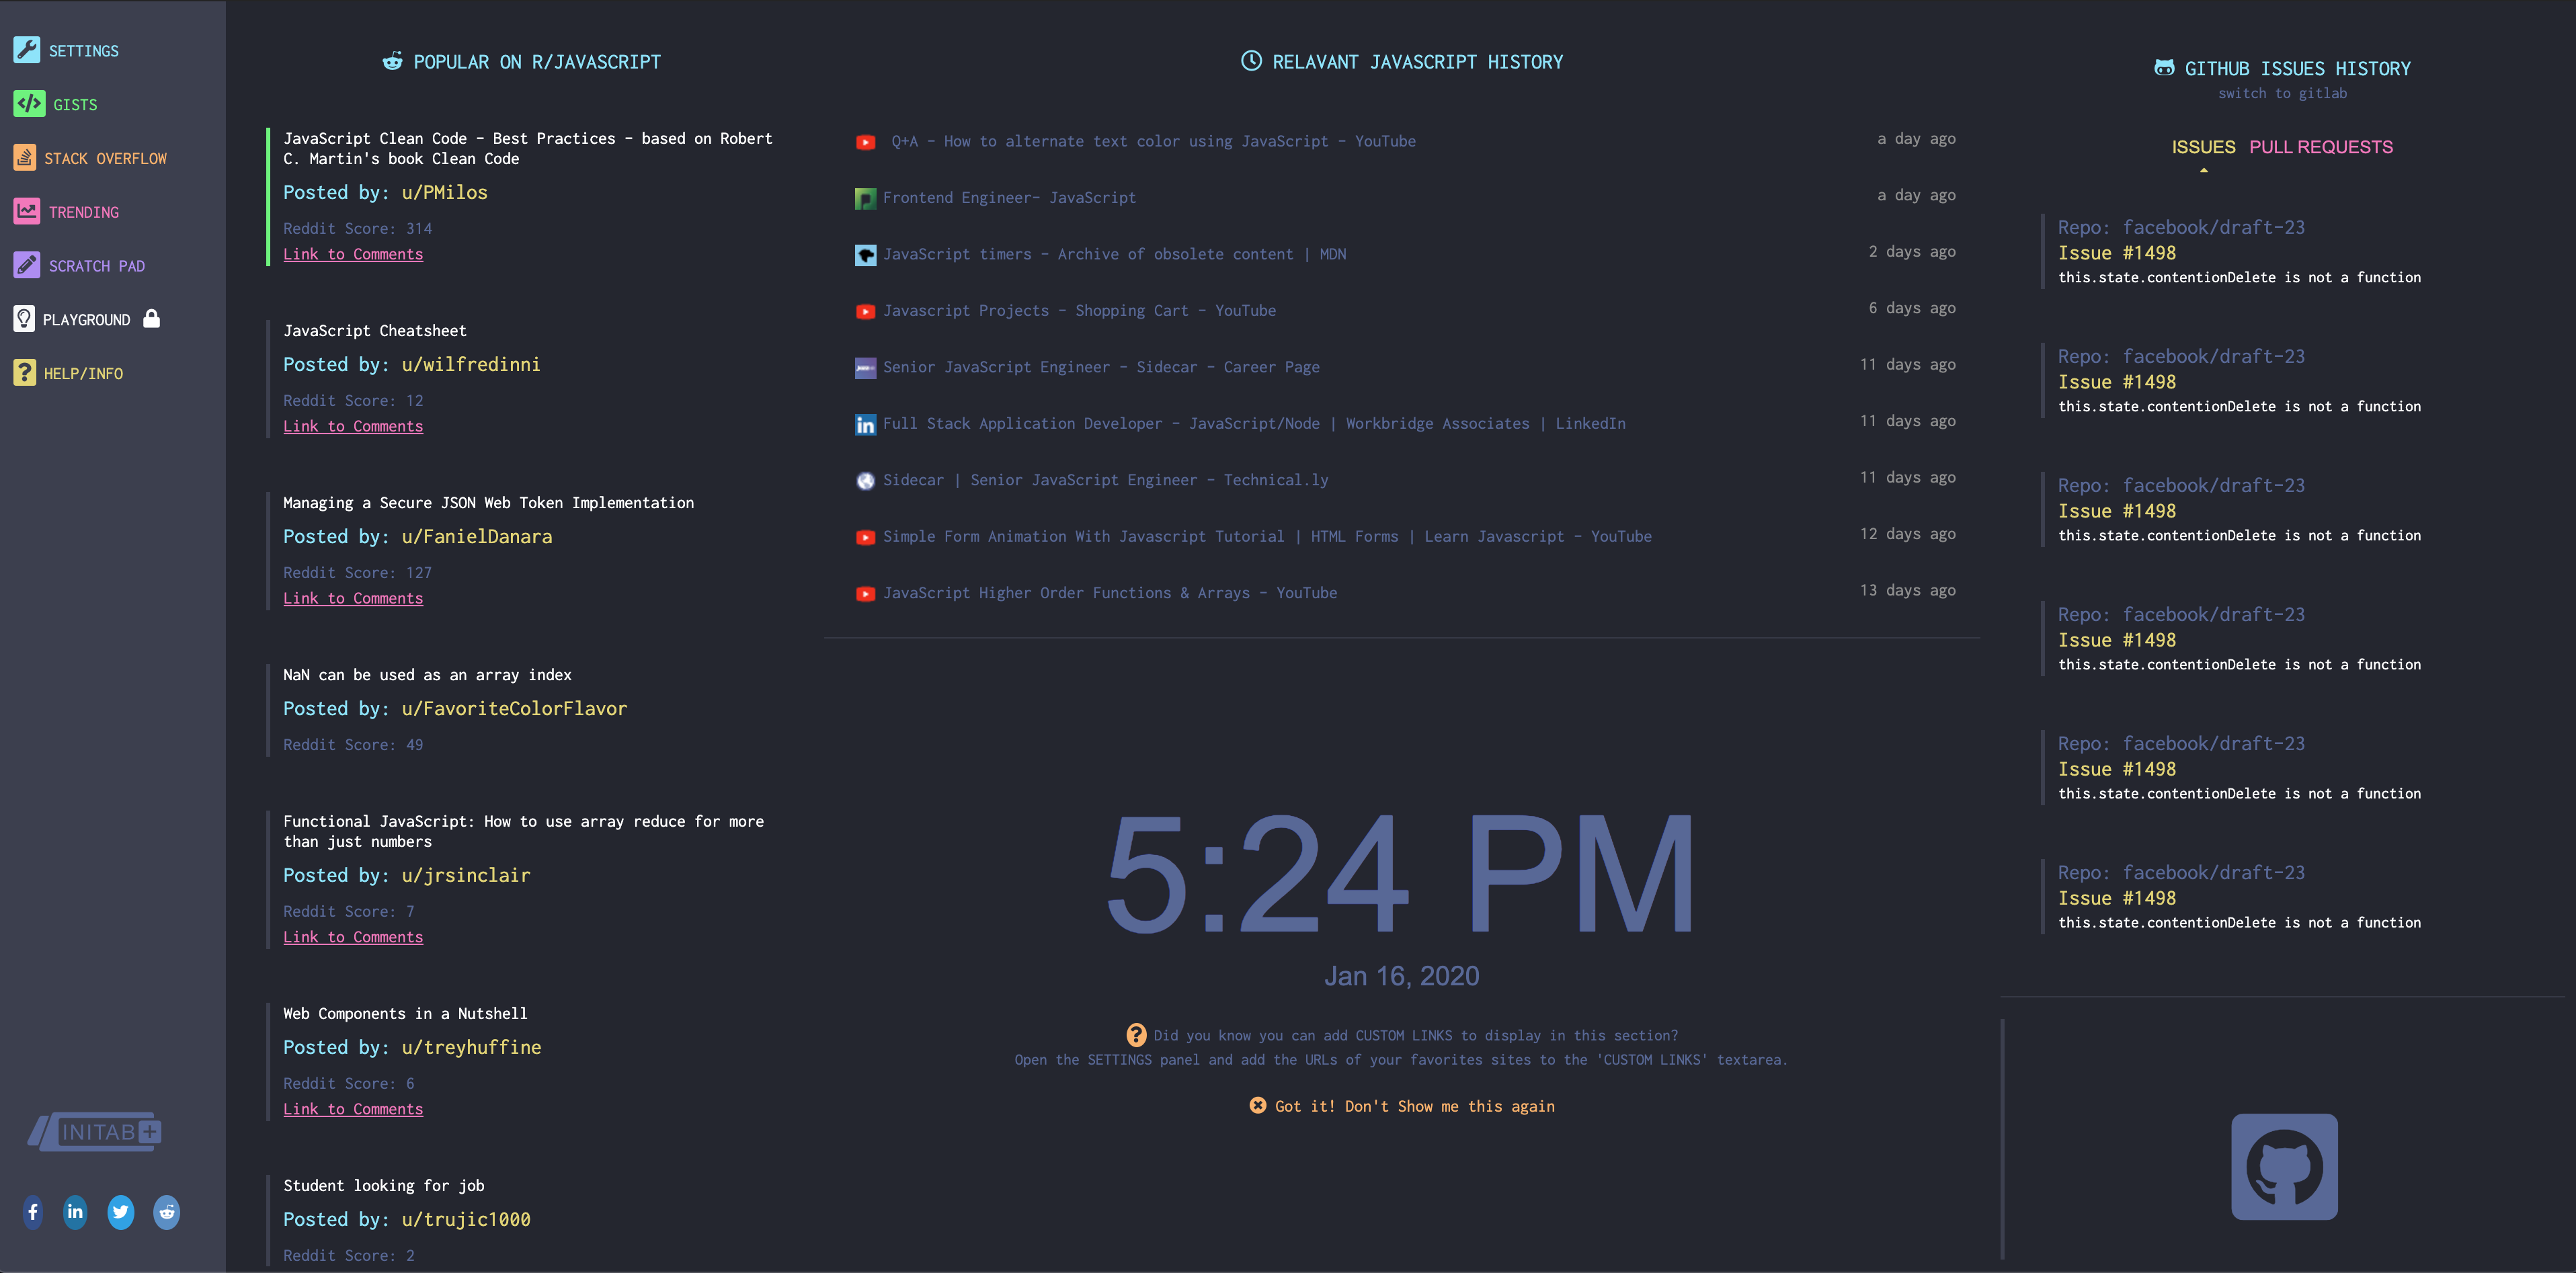 SETTINGS
GISTS
STACK OVERFLOW
TRENDING
SCRATCH PAD
PLAYGROUND
HELP/INFO
INITAB+
POPULAR ON R/JAVASCRIPT
JavaScript Clean Code - Best Practices - based on Robert
C. Martin's book Clean Code
Posted by: u/PMilos
Reddit Score: 314
Link to Comments
JavaScript Cheatsheet
Posted by: u/wilfredinni
Reddit Score: 12
Link to Comments
Managing a Secure JSON Web Token Implementation
Posted by: u/FanielDanara
Reddit Score: 127
Link to Comments
NaN can be used as an array index
Posted by: u/FavoriteColorFlavor
Reddit Score: 49
Functional JavaScript: How to use array reduce for more
than just numbers
Posted by: u/jrsinclair
Reddit Score: 7
Link to Comments
Web Components in a Nutshell
Posted by: u/treyhuffine
Reddit Score: 6
Link to Comments
Student looking for job
Posted by: u/trujic1000
Reddit Score: 2
RELAVANT JAVASCRIPT HISTORY
Q+A - How to alternate text color using JavaScript - YouTube a day ago
Frontend Engineer- JavaScript a day ago
JavaScript timers - Archive of obsolete content | MDN 2 days ago
Javascript Projects - Shopping Cart - YouTube 6 days ago
Senior JavaScript Engineer - Sidecar - Career Page 11 days ago
Full Stack Application Developer - JavaScript/Node | Workbridge Associates | LinkedIn 11 days ago
Sidecar | Senior JavaScript Engineer - Technical.ly 11 days ago
Simple Form Animation With Javascript Tutorial | HTML Forms | Learn Javascript - YouTube 12 days ago
JavaScript Higher Order Functions & Arrays - YouTube 13 days ago
5:24 PM
Jan 16, 2020
Did you know you can add CUSTOM LINKS to display in this section?
Open the SETTINGS panel and add the URLs of your favorites sites to the 'CUSTOM LINKS' textarea.
Got it! Don't Show me this again
GITHUB ISSUES HISTORY
switch to gitlab
ISSUES PULL REQUESTS
Repo: facebook/draft-23
Issue #1498
this.state.contentionDelete is not a function
Repo: facebook/draft-23
Issue #1498
this.state.contentionDelete is not a function
Repo: facebook/draft-23
Issue #1498
this.state.contentionDelete is not a function
Repo: facebook/draft-23
Issue #1498
this.state.contentionDelete is not a function
Repo: facebook/draft-23
Issue #1498
this.state.contentionDelete is not a function
Repo: facebook/draft-23
Issue #1498
this.state.contentionDelete is not a function